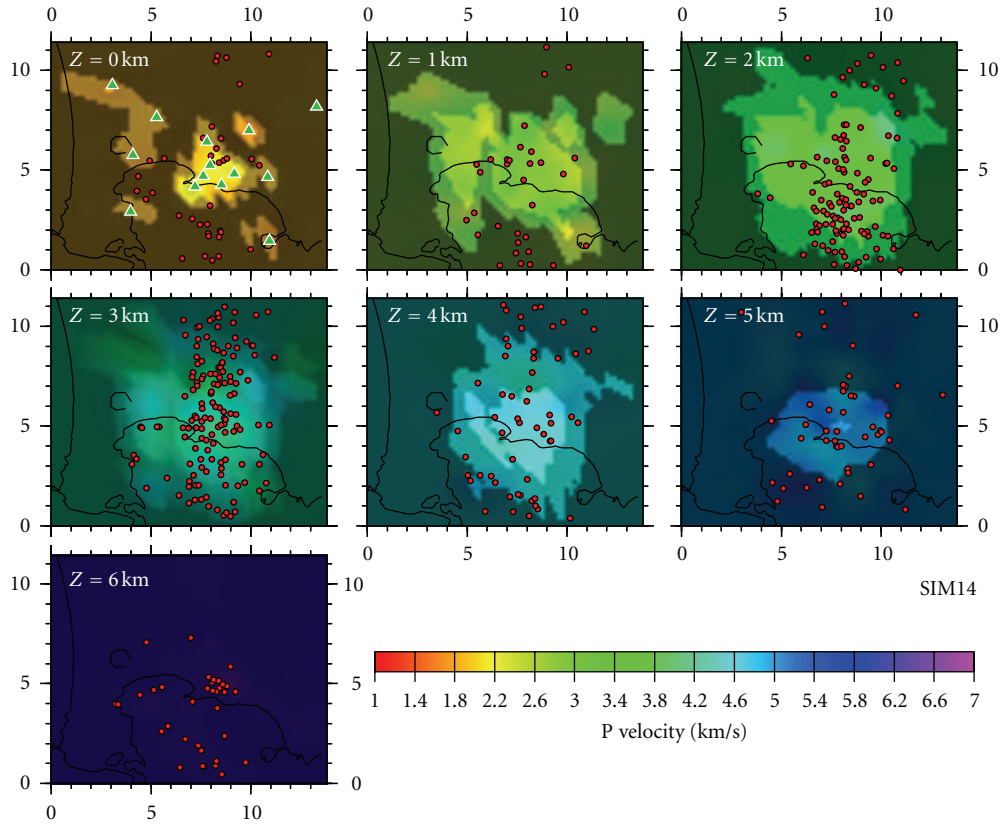 0 5 10 0 5 10 0 5 10
Z = 0 km Z = 1 km Z = 2 km
10 10
5 5
0 0
Z = 3 km Z = 4 km Z = 5 km
10 10
5 5
0 0
0 5 10 0 5 10
Z = 6 km
10 10
SIM14
5 5
1 1.4 1.8 2.2 2.6 3 3.4 3.8 4.2 4.6 5 5.4 5.8 6.2 6.6 7
P velocity (km/s)
0 0
0 5 10